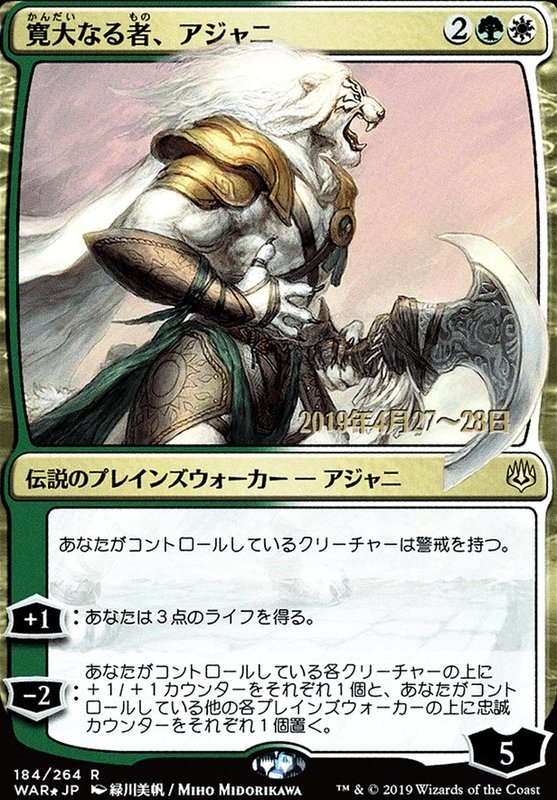 かんだい もの
寛大なる者、アジャニ 2
2019年4月27〜28日
伝説のプレインズウォーカー ― アジャニ
あなたがコントロールしているクリーチャーは警戒を持つ。
+1：あなたは３点のライフを得る。
-2：あなたがコントロールしている各クリーチャーの上に
＋１/＋１カウンターをそれぞれ１個と、あなたがコント
ロールしている他の各プレインズウォーカーの上に忠誠
カウンターをそれぞれ１個置く。
5
184/264 R
WAR★JP 緑川美帆 / Miho Midorikawa
™ & © 2019 Wizards of the Coast